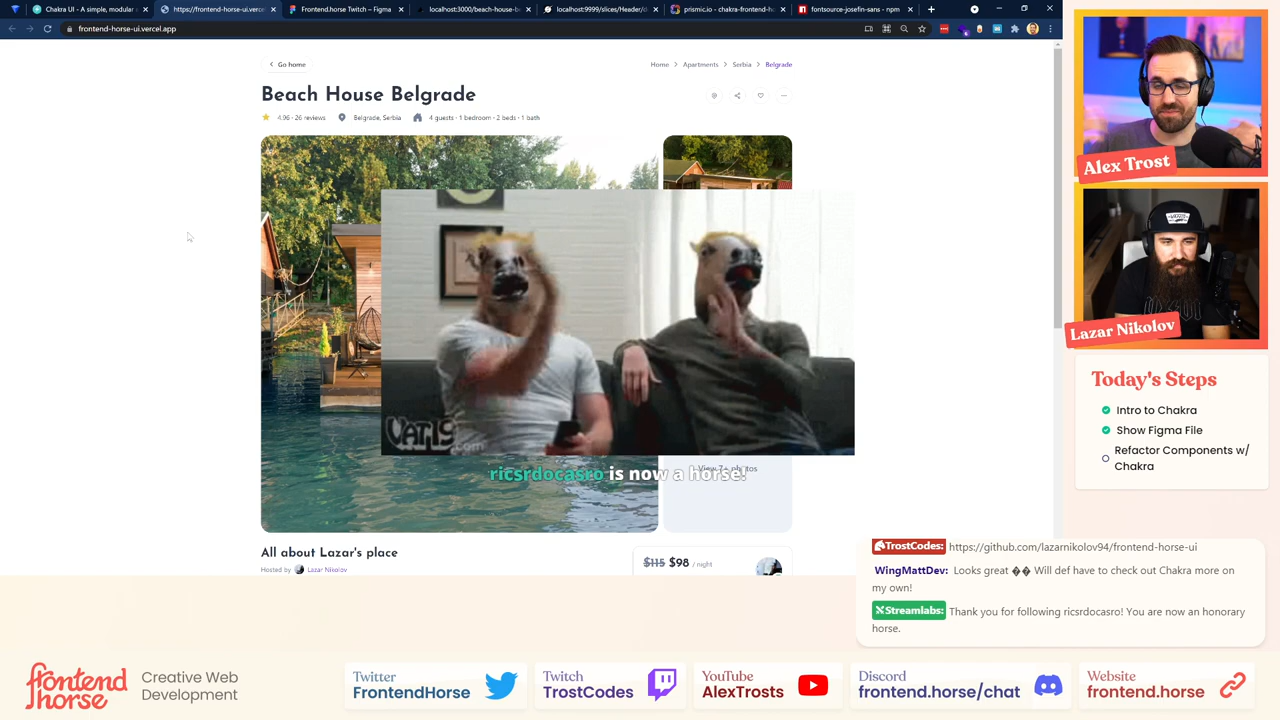 Chakra UI - A simple, modular a
https://frontend-horse-ui.vercel
Frontend.horse Twitch – Figma
localhost:3000/beach-house-b
localhost:9999/slices/Header/d
prismic.io - chakra-frontend-h
fontsource-josefin-sans - npm
frontend-horse-ui.vercel.app
Go home
Home > Apartments > Serbia > Belgrade
Beach House Belgrade
4.96 · 26 reviews
Belgrade, Serbia
4 guests · 1 bedroom · 2 beds · 1 bath
VAT19.com
View 7+ photos
ricsrdocasro is now a horse!
All about Lazar's place
Hosted by Lazar Nikolov
$115 $98 / night
Alex Trost
Lazar Nikolov
Today's Steps
Intro to Chakra
Show Figma File
Refactor Components w/
Chakra
TrostCodes: https://github.com/lazarnikolov94/frontend-horse-ui
WingMattDev: Looks great �� Will def have to check out Chakra more on
my own!
Streamlabs: Thank you for following ricsrdocasro! You are now an honorary
horse.
frontend
horse
Creative Web
Development
Twitter
FrontendHorse
Twitch
TrostCodes
YouTube
AlexTrosts
Discord
frontend.horse/chat
Website
frontend.horse